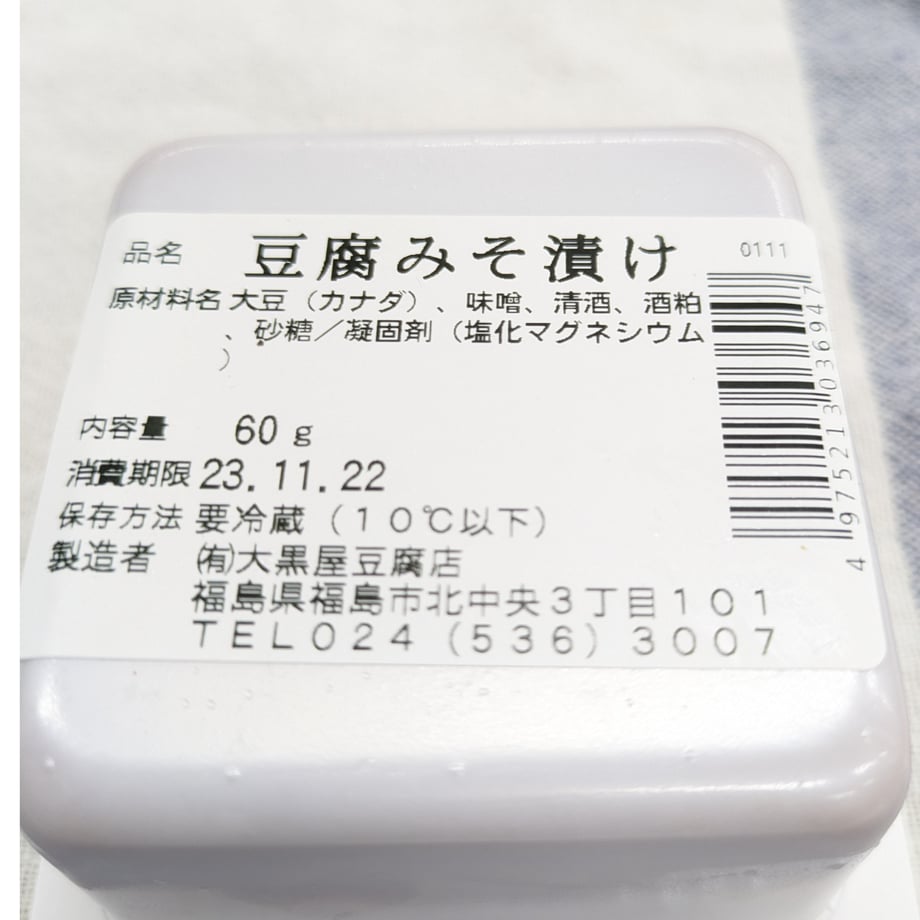 品名 豆腐みそ漬け 0111
原材料名 大豆（カナダ）、味噌、清酒、酒粕
、砂糖／凝固剤（塩化マグネシウム
）
内容量 60g
消費期限 23.11.22
保存方法 要冷蔵（１０℃以下）
製造者 ㈲大黒屋豆腐店
福島県福島市北中央３丁目１０１
ＴＥＬ０２４（５３６）３００７
4975213036947